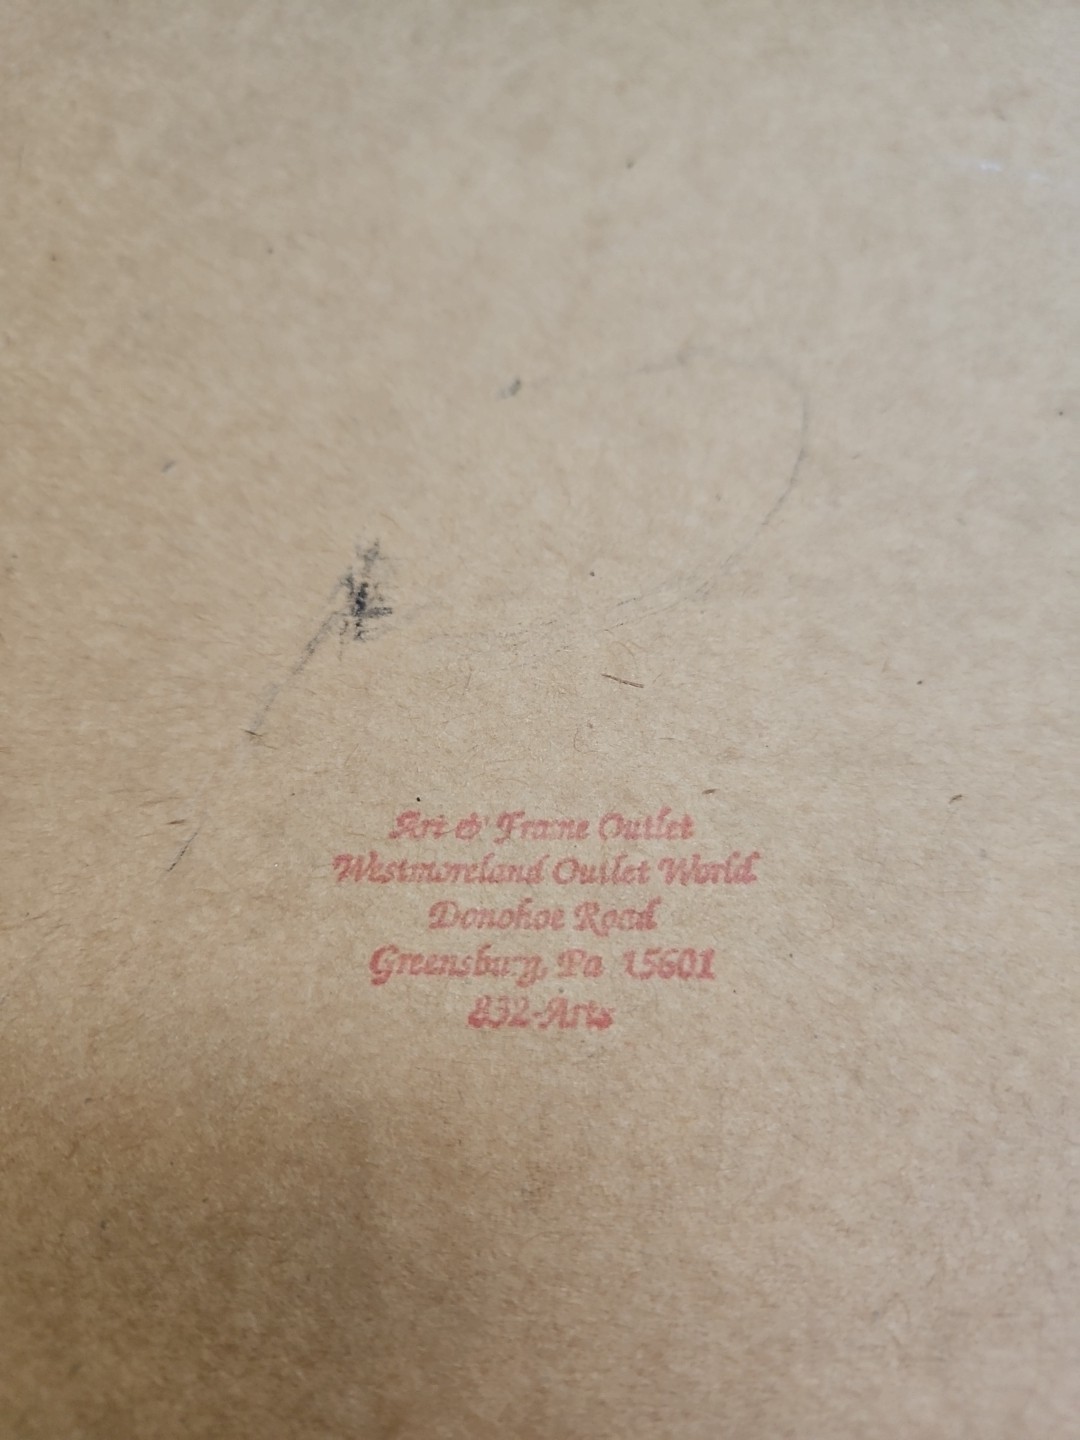 Art & Frame Outlet
Westmoreland Outlet World
Donohoe Road
Greensburg, Pa 15601
832-Arts